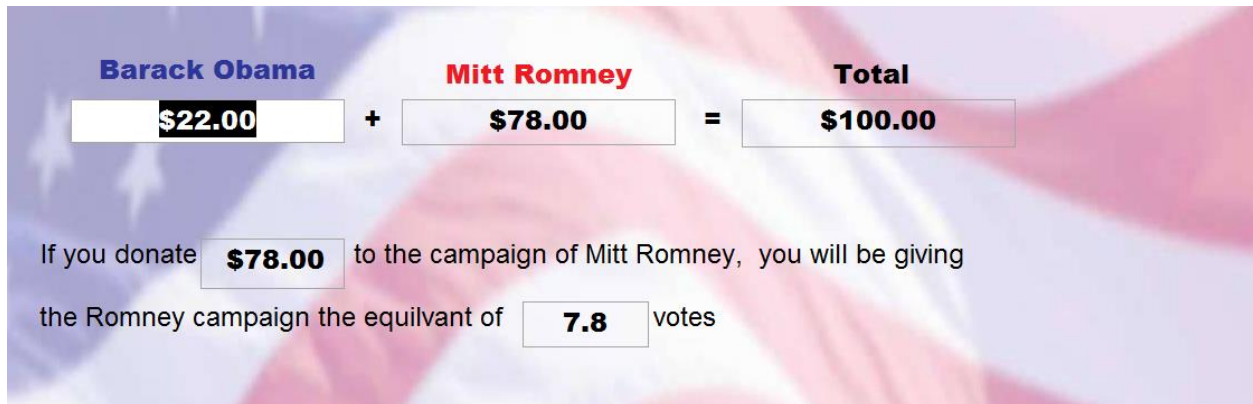 Barack Obama Mitt Romney Total
$22.00 + $78.00 = $100.00
If you donate $78.00 to the campaign of Mitt Romney, you will be giving
the Romney campaign the equilvant of 7.8 votes